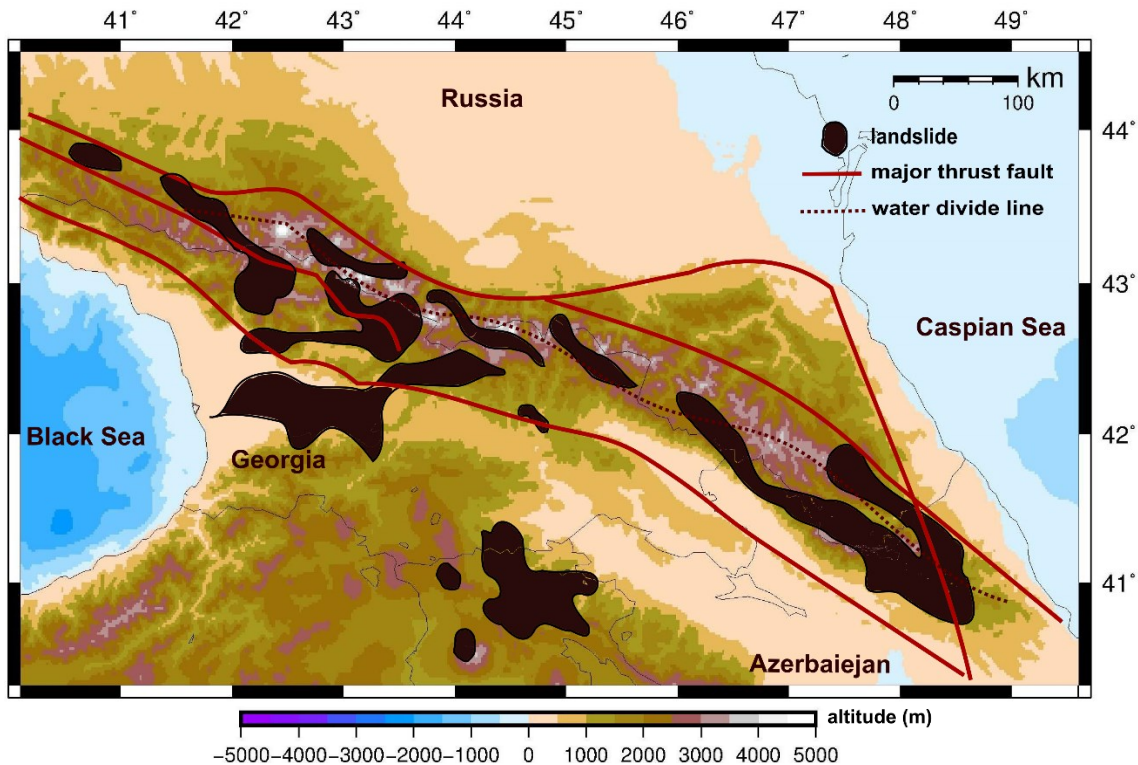 41° 42° 43° 44° 45° 46° 47° 48° 49°
km
0 100
Russia
44°
landslide
major thrust fault
water divide line
43°
Caspian Sea
42°
Black Sea
Georgia
41°
Azerbaiejan
altitude (m)
−5000 −4000 −3000 −2000 −1000 0 1000 2000 3000 4000 5000